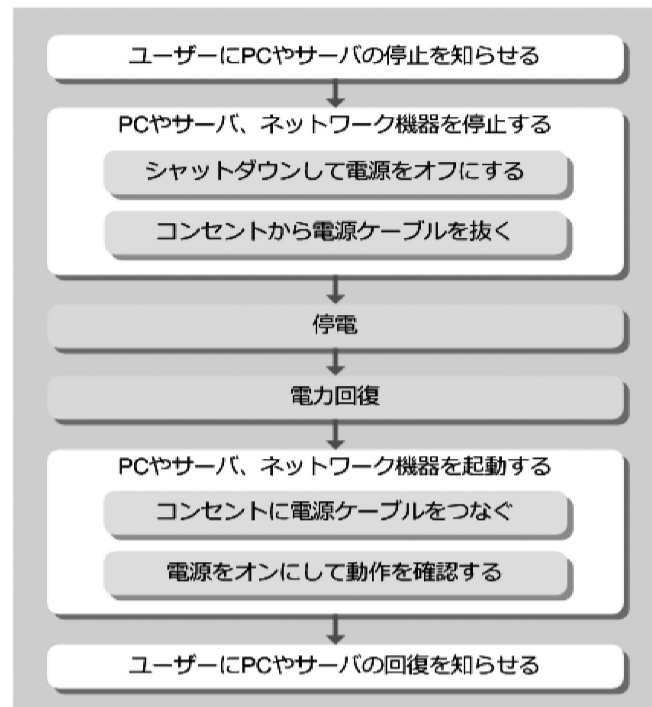 ユーザーにPCやサーバの停止を知らせる
PCやサーバ、ネットワーク機器を停止する
シャットダウンして電源をオフにする
コンセントから電源ケーブルを抜く
停電
電力回復
PCやサーバ、ネットワーク機器を起動する
コンセントに電源ケーブルをつなぐ
電源をオンにして動作を確認する
ユーザーにPCやサーバの回復を知らせる